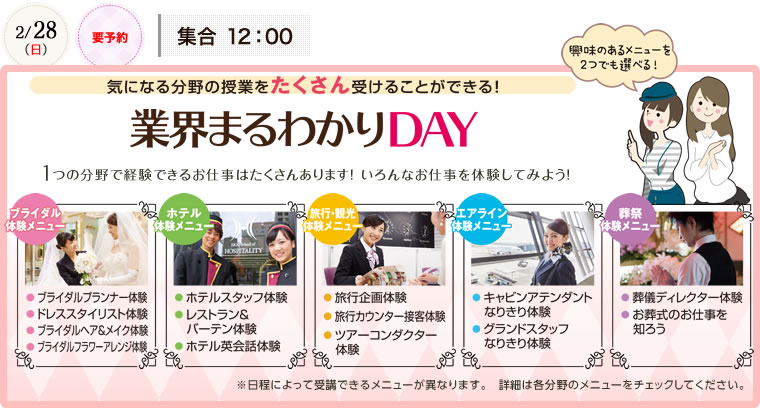 2/28
（日）
要予約
集合 12：00
興味のあるメニューを
2つでも選べる！
気になる分野の授業をたくさん受けることができる！
業界まるわかりDAY
1つの分野で経験できるお仕事はたくさんあります！ いろんなお仕事を体験してみよう！
ブライダル
体験メニュー
● ブライダルプランナー体験
● ドレススタイリスト体験
● ブライダルヘア&メイク体験
● ブライダルフラワーアレンジ体験
ホテル
体験メニュー
HOSPITALITY
● ホテルスタッフ体験
● レストラン&
バーテン体験
● ホテル英会話体験
旅行・観光
体験メニュー
● 旅行企画体験
● 旅行カウンター接客体験
● ツアーコンダクター
体験
エアライン
体験メニュー
● キャビンアテンダント
なりきり体験
● グランドスタッフ
なりきり体験
葬祭
体験メニュー
● 葬儀ディレクター体験
● お葬式のお仕事を
知ろう
※日程によって受講できるメニューが異なります。 詳細は各分野のメニューをチェックしてください。